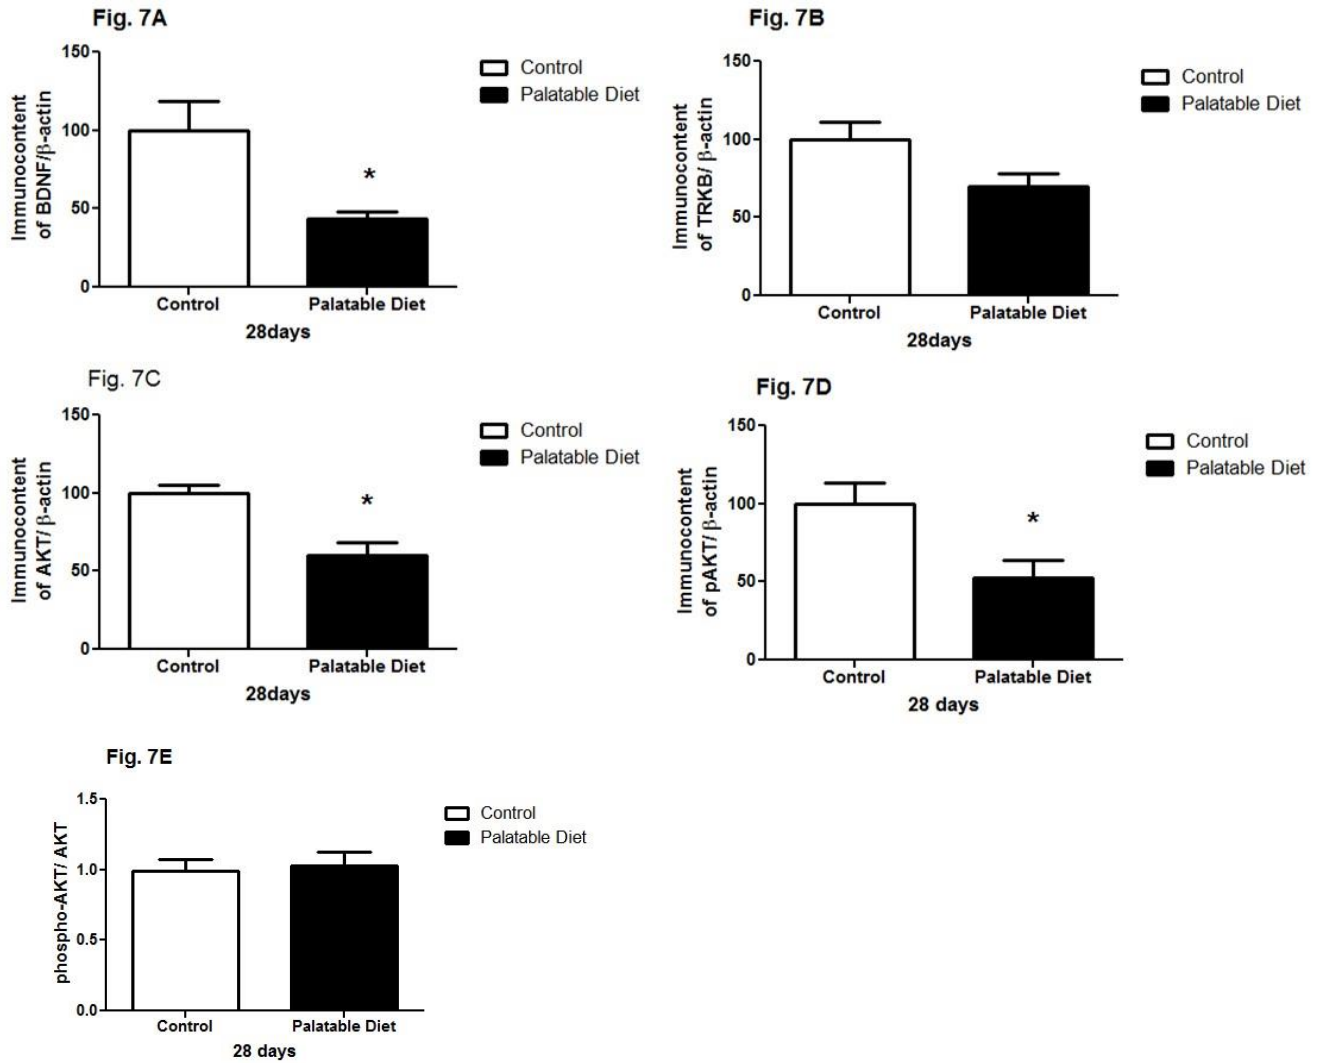 Fig. 7A
Immunocontent
of BDNF/β-actin
150
100
50
0
Control
Palatable Diet
*
Control
Palatable Diet
28days
Fig. 7B
Immunocontent
of TRKB/ β-actin
150
100
50
0
Control
Palatable Diet
Control
Palatable Diet
28days
Fig. 7C
Immunocontent
of AKT/ β-actin
150
100
50
0
Control
Palatable Diet
*
Control
Palatable Diet
28days
Fig. 7D
Immunocontent
of pAKT/ β-actin
150
100
50
0
Control
Palatable Diet
*
Control
Palatable Diet
28 days
Fig. 7E
phospho-AKT/ AKT
1.5
1.0
0.5
0.0
Control
Palatable Diet
Control
Palatable Diet
28 days